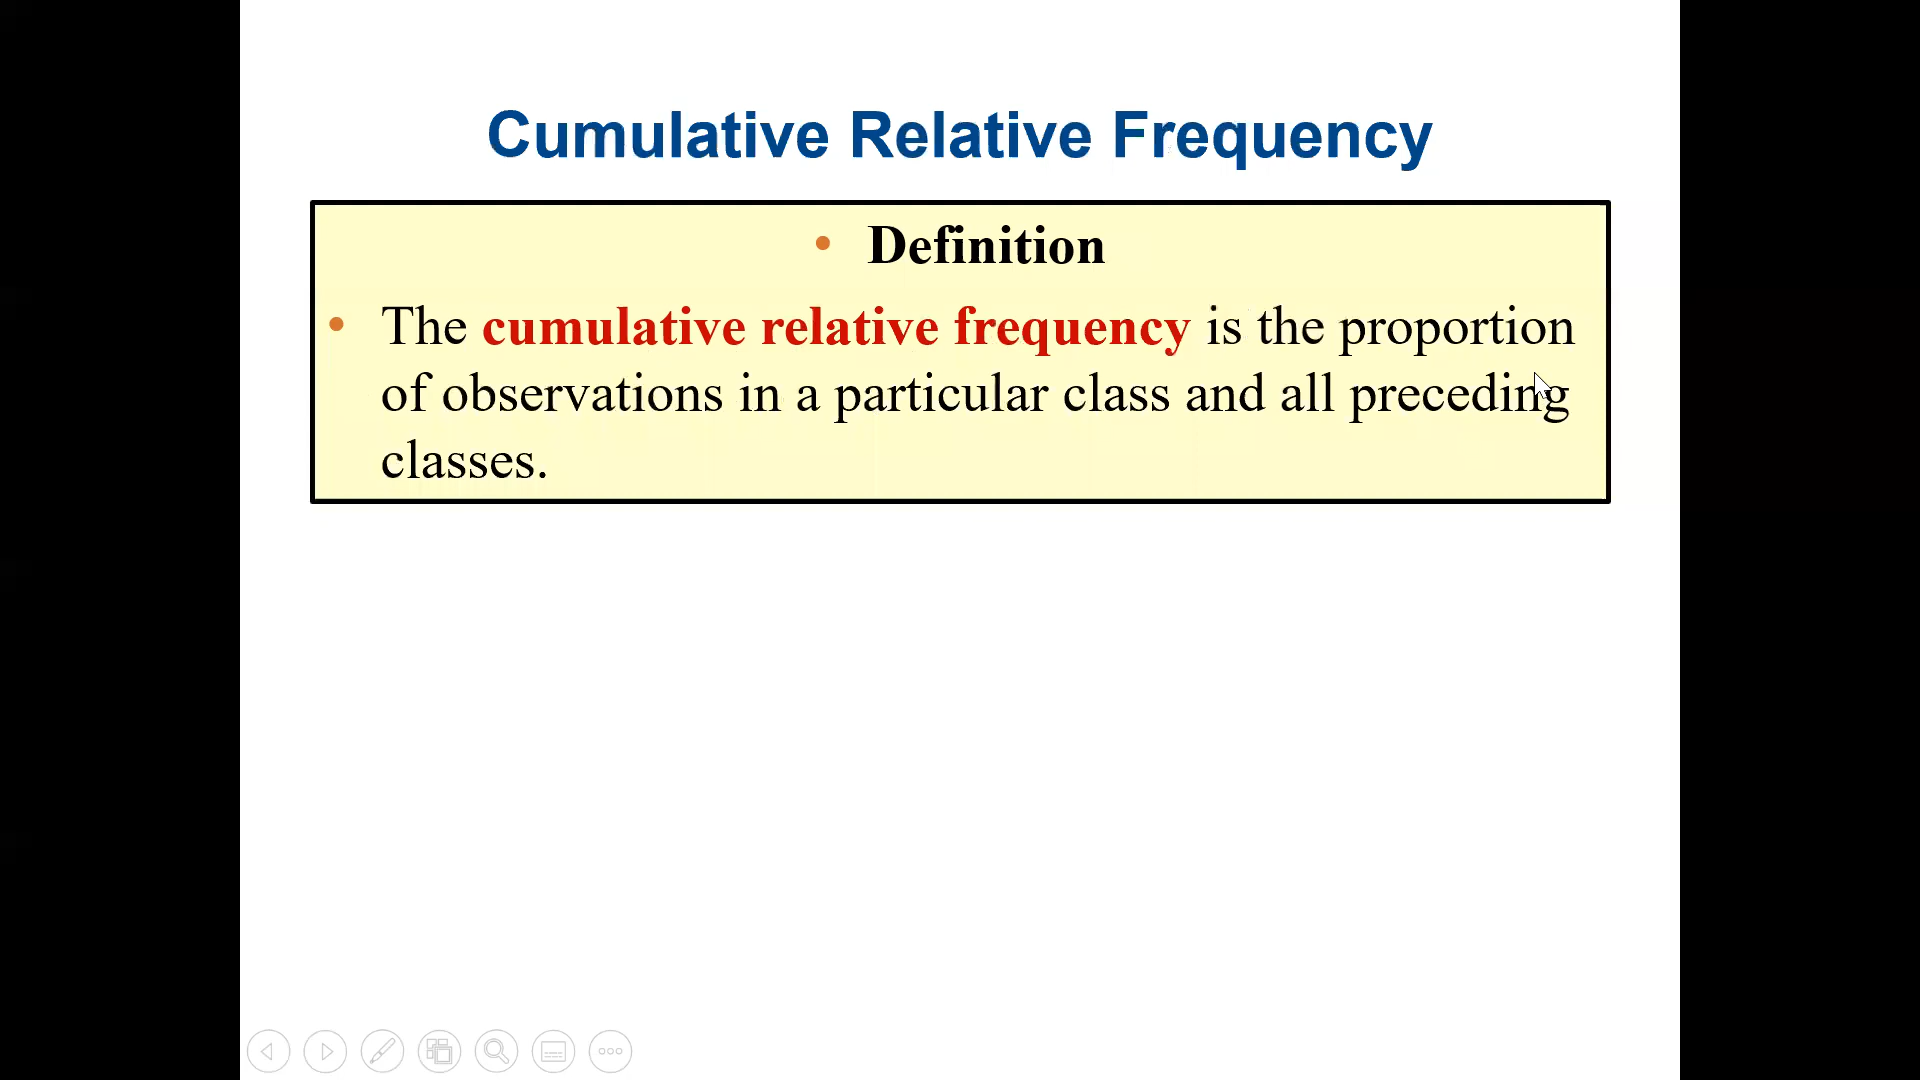 Cumulative Relative Frequency
• Definition
• The cumulative relative frequency is the proportion
of observations in a particular class and all preceding
classes.